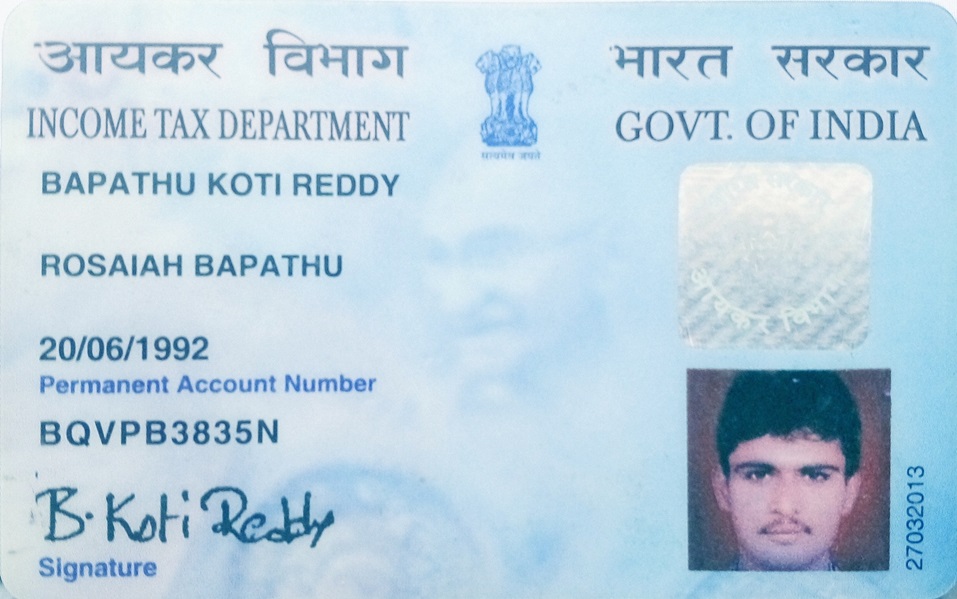 आयकर विभाग
INCOME TAX DEPARTMENT
भारत सरकार
GOVT. OF INDIA
सत्यमेव जयते
BAPATHU KOTI REDDY
ROSAIAH BAPATHU
20/06/1992
Permanent Account Number
BQVPB3835N
B. Koti Reddy
Signature
आयकर विभाग
27032013